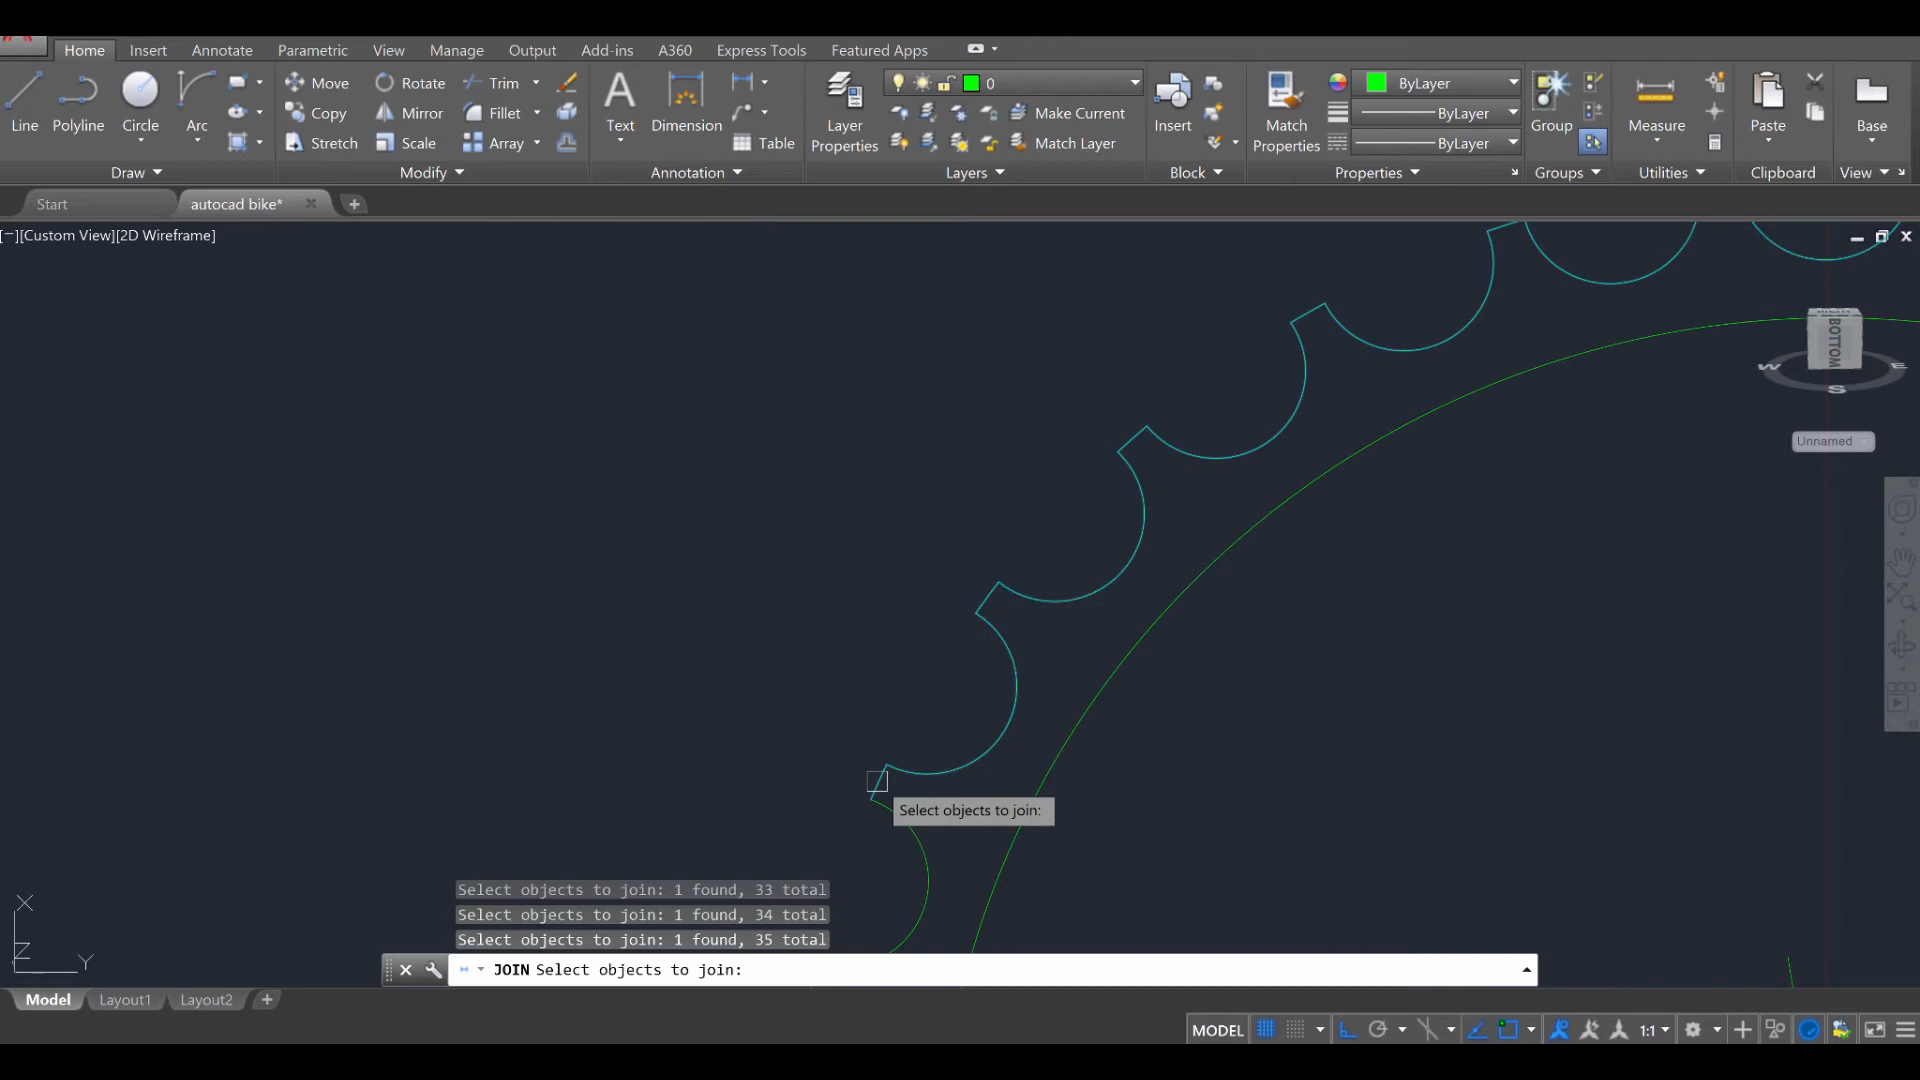 Home Insert Annotate Parametric View Manage Output Add-ins A360 Express Tools Featured Apps
Line Polyline Circle Arc
Move Rotate Trim
Copy Mirror Fillet
Stretch Scale Array
Text Dimension Table
Layer Properties
0
Make Current
Match Layer
Insert
Match Properties
ByLayer
ByLayer
ByLayer
Group
Measure
Paste
Base
Draw Modify Annotation Layers Block Properties Groups Utilities Clipboard View
Start autocad bike*
[−][Custom View][2D Wireframe]
BOTTOM
W E
S
Unnamed
Select objects to join:
Select objects to join: 1 found, 33 total
Select objects to join: 1 found, 34 total
Select objects to join: 1 found, 35 total
X
Z Y
JOIN Select objects to join:
Model Layout1 Layout2
MODEL 1:1